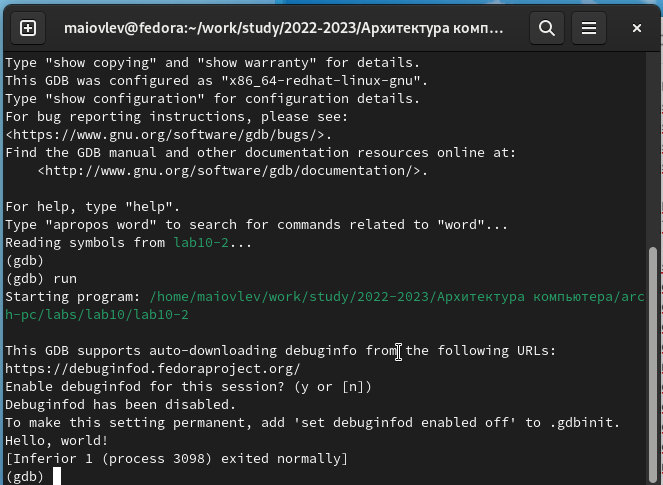 maiovlev@fedora:~/work/study/2022-2023/Архитектура комп...
Type "show copying" and "show warranty" for details.
This GDB was configured as "x86_64-redhat-linux-gnu".
Type "show configuration" for configuration details.
For bug reporting instructions, please see:
<https://www.gnu.org/software/gdb/bugs/>.
Find the GDB manual and other documentation resources online at:
    <http://www.gnu.org/software/gdb/documentation/>.
For help, type "help".
Type "apropos word" to search for commands related to "word"...
Reading symbols from lab10-2...
(gdb)
(gdb) run
Starting program: /home/maiovlev/work/study/2022-2023/Архитектура компьютера/arc
h-pc/labs/lab10/lab10-2
This GDB supports auto-downloading debuginfo from the following URLs:
https://debuginfod.fedoraproject.org/
Enable debuginfod for this session? (y or [n])
Debuginfod has been disabled.
To make this setting permanent, add 'set debuginfod enabled off' to .gdbinit.
Hello, world!
[Inferior 1 (process 3098) exited normally]
(gdb)